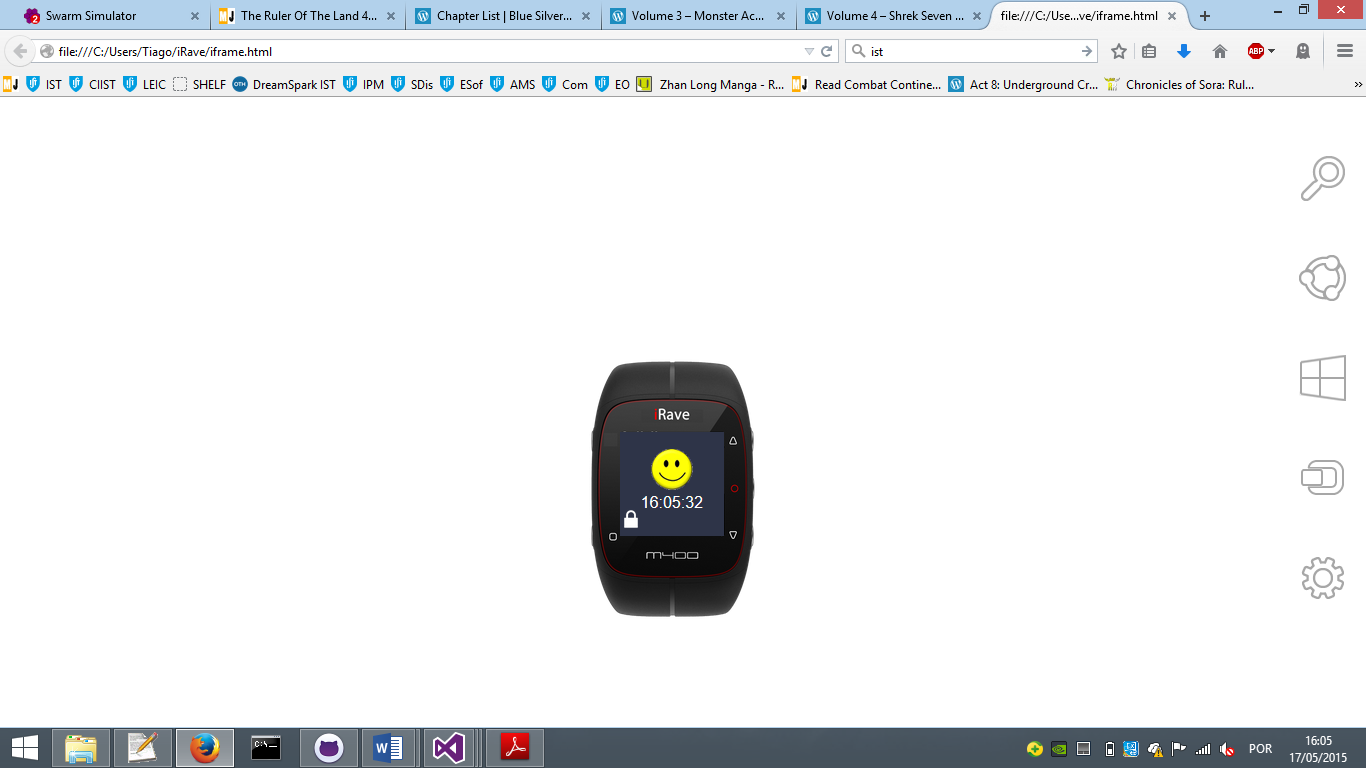 Swarm Simulator
The Ruler Of The Land 4...
Chapter List | Blue Silver...
Volume 3 – Monster Ac...
Volume 4 – Shrek Seven ...
file:///C:/Use...ve/iframe.html
file:///C:/Users/Tiago/iRave/iframe.html
ist
ABP
IST
CIIST
LEIC
SHELF
DreamSpark IST
IPM
SDis
ESof
AMS
Com
EO
Zhan Long Manga - R...
Read Combat Contine...
Act 8: Underground Cr...
Chronicles of Sora: Rul...
iRave
16:05:32
M400
POR
16:05
17/05/2015